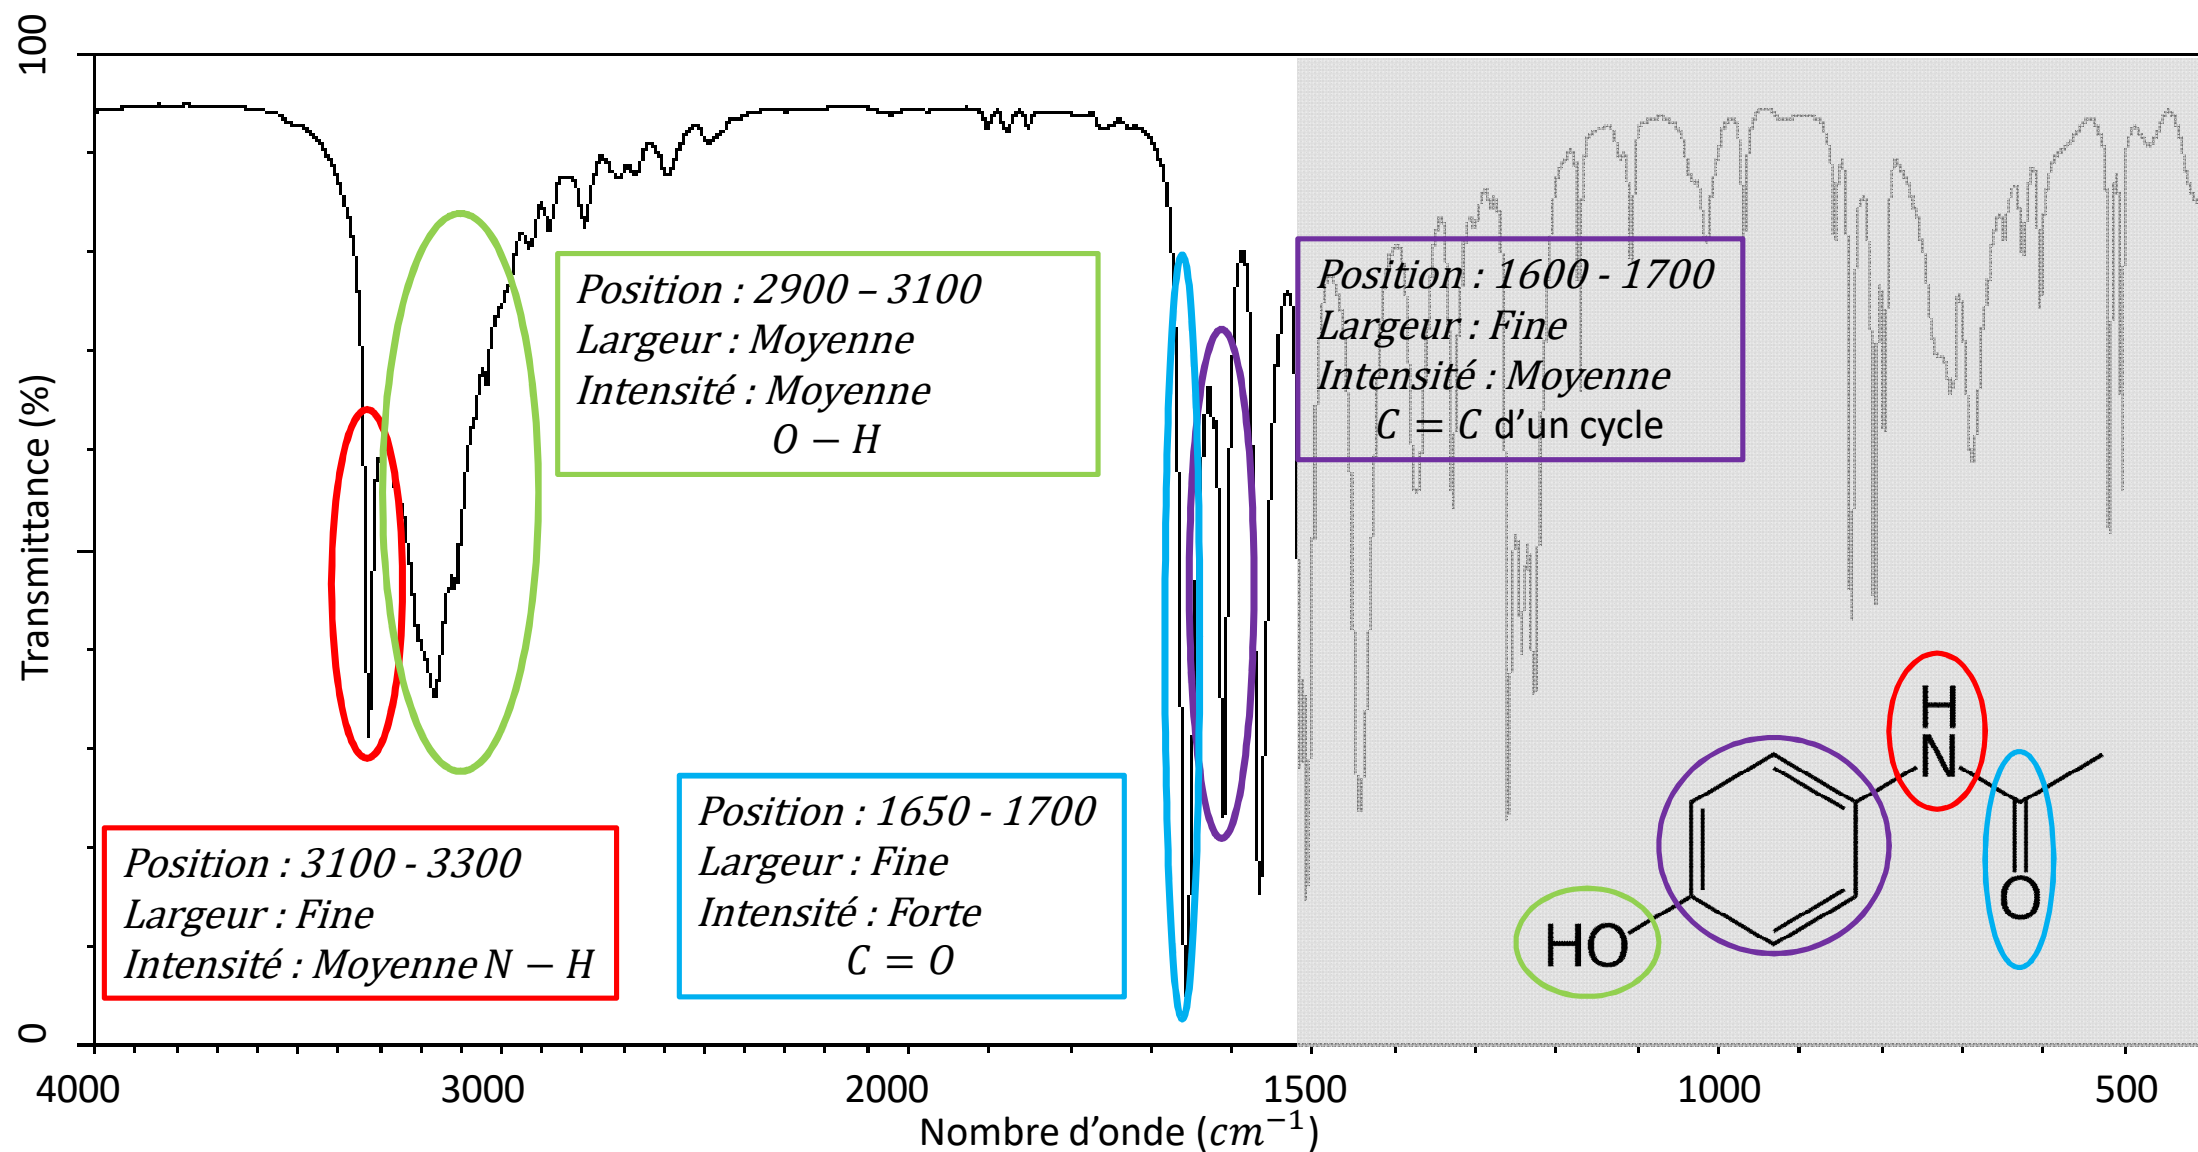 100
Transmittance (%)
0
Position : 2900 – 3100
Largeur : Moyenne
Intensité : Moyenne
O – H
Position : 1600 - 1700
Largeur : Fine
Intensité : Moyenne
C = C d'un cycle
Position : 3100 - 3300
Largeur : Fine
Intensité : Moyenne N – H
Position : 1650 - 1700
Largeur : Fine
Intensité : Forte
C = O
H
N
O
HO
4000 3000 2000 1500 1000 500
Nombre d'onde (cm⁻¹)